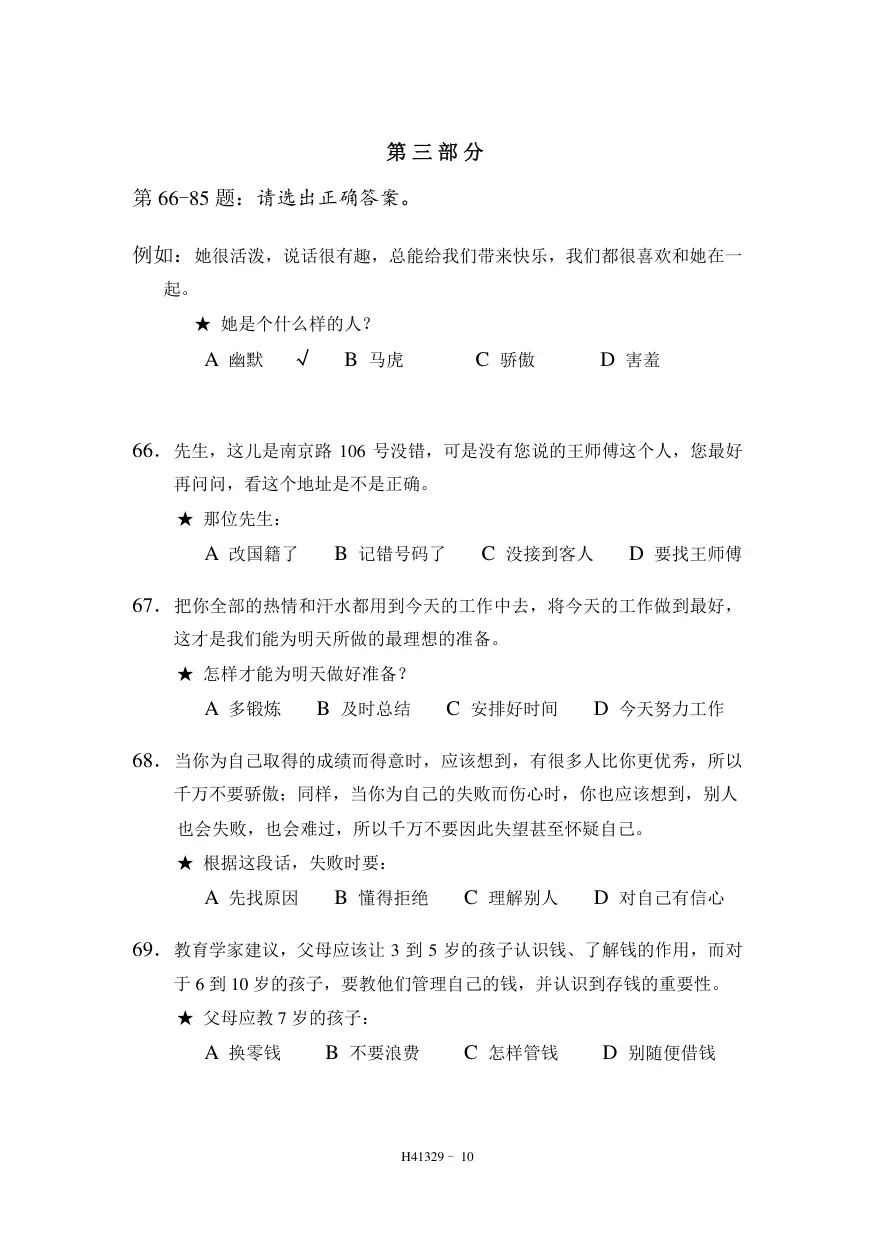 第 三 部 分
第 66-85 题：请选出正确答案。
例如：她很活泼，说话很有趣，总能给我们带来快乐，我们都很喜欢和她在一
起。
★ 她是个什么样的人？
A 幽默 √ B 马虎 C 骄傲 D 害羞
66．先生，这儿是南京路 106 号没错，可是没有您说的王师傅这个人，您最好
再问问，看这个地址是不是正确。
★ 那位先生：
A 改国籍了 B 记错号码了 C 没接到客人 D 要找王师傅
67．把你全部的热情和汗水都用到今天的工作中去，将今天的工作做到最好，
这才是我们能为明天所做的最理想的准备。
★ 怎样才能为明天做好准备？
A 多锻炼 B 及时总结 C 安排好时间 D 今天努力工作
68．当你为自己取得的成绩而得意时，应该想到，有很多人比你更优秀，所以
千万不要骄傲；同样，当你为自己的失败而伤心时，你也应该想到，别人
也会失败，也会难过，所以千万不要因此失望甚至怀疑自己。
★ 根据这段话，失败时要：
A 先找原因 B 懂得拒绝 C 理解别人 D 对自己有信心
69．教育学家建议，父母应该让 3 到 5 岁的孩子认识钱、了解钱的作用，而对
于 6 到 10 岁的孩子，要教他们管理自己的钱，并认识到存钱的重要性。
★ 父母应教 7 岁的孩子：
A 换零钱 B 不要浪费 C 怎样管钱 D 别随便借钱
H41329 - 10